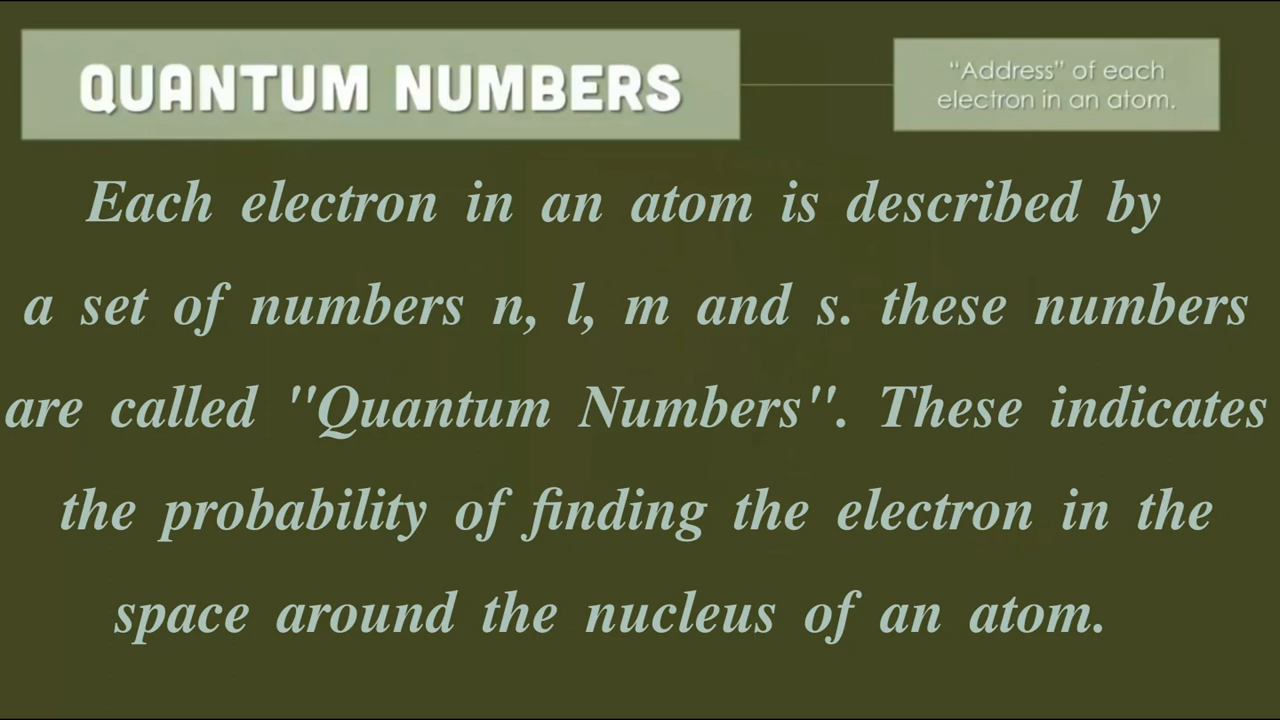 QUANTUM NUMBERS
“Address” of each
electron in an atom.
Each electron in an atom is described by
a set of numbers n, l, m and s. these numbers
are called "Quantum Numbers". These indicates
the probability of finding the electron in the
space around the nucleus of an atom.